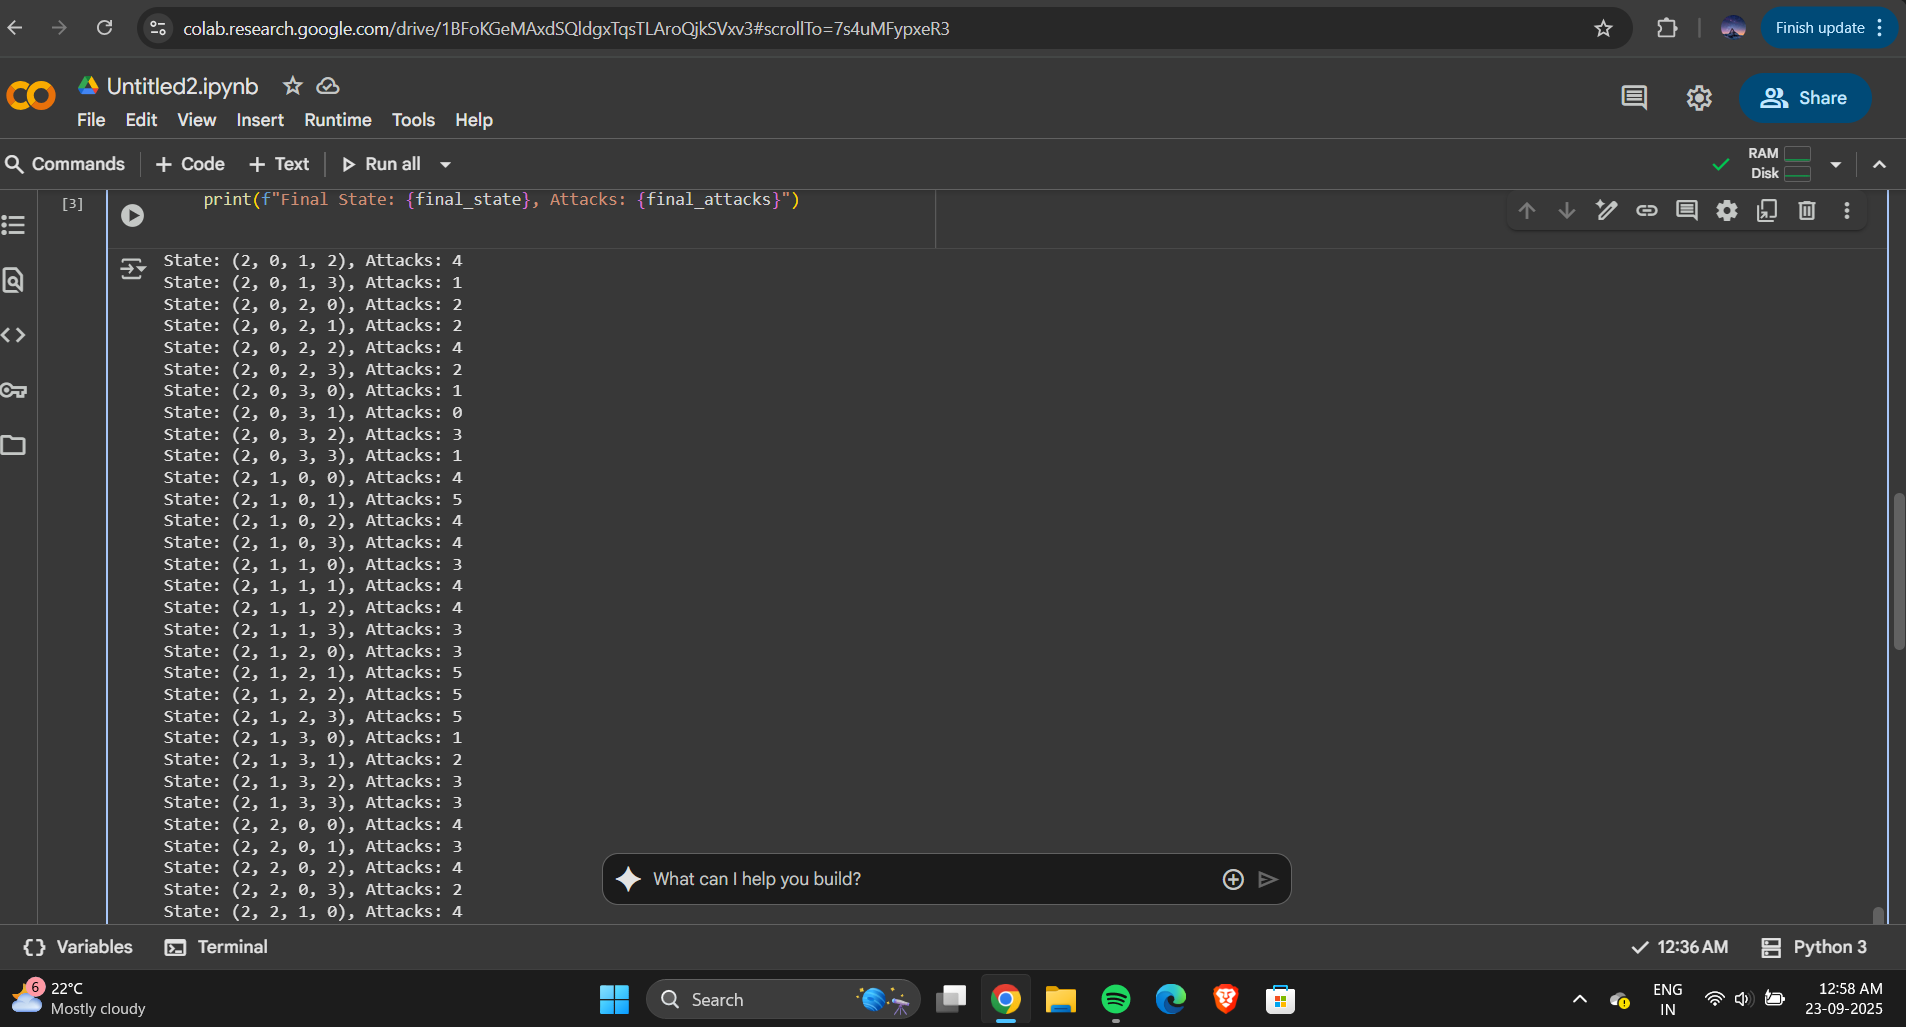 colab.research.google.com/drive/1BFoKGeMAxdSQldgxTqsTLAroQjkSVxv3#scrollTo=7s4uMFypxeR3
Finish update
Untitled2.ipynb
File Edit View Insert Runtime Tools Help
Share
Commands + Code + Text Run all
RAM
Disk
[3]
print(f"Final State: {final_state}, Attacks: {final_attacks}")
State: (2, 0, 1, 2), Attacks: 4
State: (2, 0, 1, 3), Attacks: 1
State: (2, 0, 2, 0), Attacks: 2
State: (2, 0, 2, 1), Attacks: 2
State: (2, 0, 2, 2), Attacks: 4
State: (2, 0, 2, 3), Attacks: 2
State: (2, 0, 3, 0), Attacks: 1
State: (2, 0, 3, 1), Attacks: 0
State: (2, 0, 3, 2), Attacks: 3
State: (2, 0, 3, 3), Attacks: 1
State: (2, 1, 0, 0), Attacks: 4
State: (2, 1, 0, 1), Attacks: 5
State: (2, 1, 0, 2), Attacks: 4
State: (2, 1, 0, 3), Attacks: 4
State: (2, 1, 1, 0), Attacks: 3
State: (2, 1, 1, 1), Attacks: 4
State: (2, 1, 1, 2), Attacks: 4
State: (2, 1, 1, 3), Attacks: 3
State: (2, 1, 2, 0), Attacks: 3
State: (2, 1, 2, 1), Attacks: 5
State: (2, 1, 2, 2), Attacks: 5
State: (2, 1, 2, 3), Attacks: 5
State: (2, 1, 3, 0), Attacks: 1
State: (2, 1, 3, 1), Attacks: 2
State: (2, 1, 3, 2), Attacks: 3
State: (2, 1, 3, 3), Attacks: 3
State: (2, 2, 0, 0), Attacks: 4
State: (2, 2, 0, 1), Attacks: 3
State: (2, 2, 0, 2), Attacks: 4
State: (2, 2, 0, 3), Attacks: 2
State: (2, 2, 1, 0), Attacks: 4
What can I help you build?
Variables Terminal
12:36 AM Python 3
6
22°C
Mostly cloudy
Search
ENG
IN
12:58 AM
23-09-2025